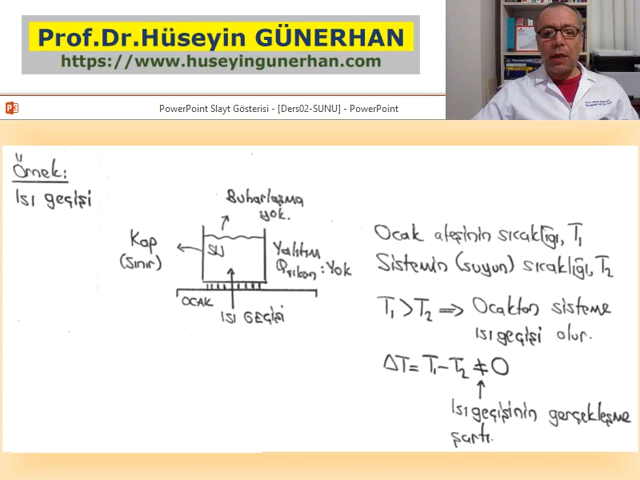 Prof.Dr.Hüseyin GÜNERHAN
https://www.huseyingunerhan.com
PowerPoint Slayt Gösterisi - [Ders02-SUNU] - PowerPoint
Örnek:
Isı geçişi
Buharlaşma
yok.
Kap
(Sınır)
SU
Yalıtım
Qçıkan : Yok
OCAK
ISI GEÇİŞİ
Ocak ateşinin sıcaklığı, T1
Sistemin (suyun) sıcaklığı, T2
T1 > T2 ⟹ Ocaktan sisteme
ısı geçişi olur.
ΔT = T1 - T2 ≠ 0
Isı geçişinin gerçekleşme
şartı.